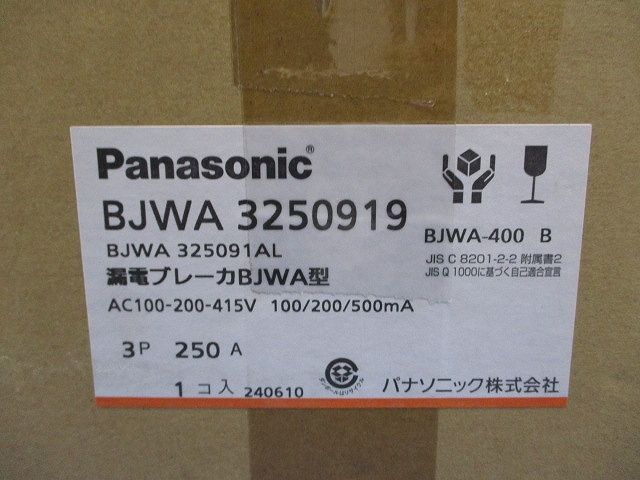 Panasonic®
BJWA 3250919
BJWA 325091AL
漏電ブレーカBJWA型
AC100-200-415V 100/200/500mA
3P 250 A
1 コ入 240610
BJWA-400 B
JIS C 8201-2-2 附属書2
JIS Q 1000に基づく自己適合宣言
パナソニック株式会社